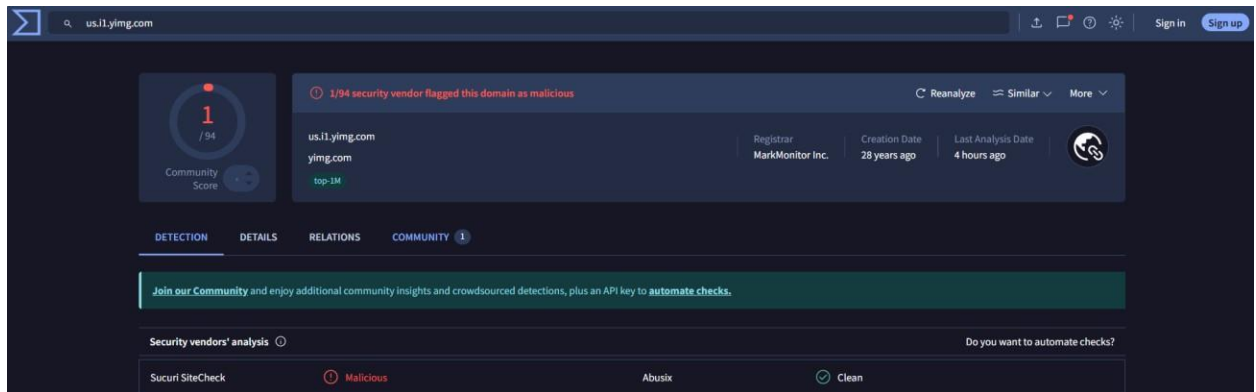 us.i1.yimg.com
Sign in Sign up
1
/ 94
Community
Score
1/94 security vendor flagged this domain as malicious
Reanalyze Similar More
us.i1.yimg.com
yimg.com
top-1M
Registrar
MarkMonitor Inc.
Creation Date
28 years ago
Last Analysis Date
4 hours ago
DETECTION DETAILS RELATIONS COMMUNITY 1
Join our Community and enjoy additional community insights and crowdsourced detections, plus an API key to automate checks.
Security vendors' analysis Do you want to automate checks?
Sucuri SiteCheck Malicious Abusix Clean